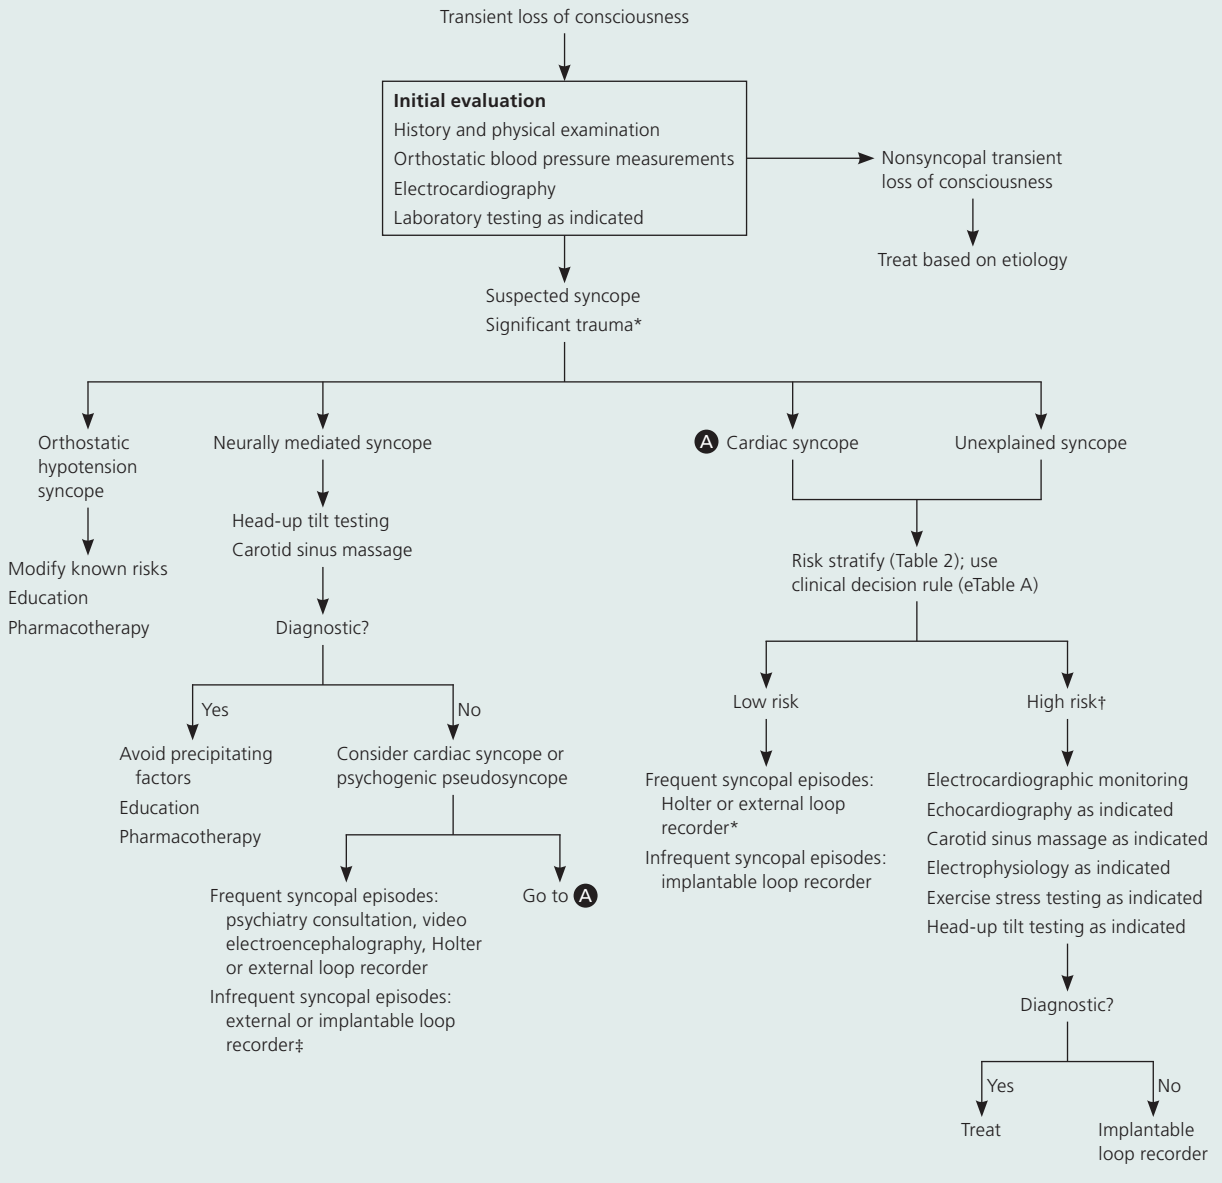 Transient loss of consciousness
Initial evaluation
History and physical examination
Orthostatic blood pressure measurements
Electrocardiography
Laboratory testing as indicated
Nonsyncopal transient
loss of consciousness
Treat based on etiology
Suspected syncope
Significant trauma*
Orthostatic
hypotension
syncope
Modify known risks
Education
Pharmacotherapy
Neurally mediated syncope
Head-up tilt testing
Carotid sinus massage
Diagnostic?
Yes
Avoid precipitating
factors
Education
Pharmacotherapy
No
Consider cardiac syncope or
psychogenic pseudosyncope
Frequent syncopal episodes:
psychiatry consultation, video
electroencephalography, Holter
or external loop recorder
Infrequent syncopal episodes:
external or implantable loop
recorder‡
Go to A
A Cardiac syncope
Unexplained syncope
Risk stratify (Table 2); use
clinical decision rule (eTable A)
Low risk
Frequent syncopal episodes:
Holter or external loop
recorder*
Infrequent syncopal episodes:
implantable loop recorder
High risk†
Electrocardiographic monitoring
Echocardiography as indicated
Carotid sinus massage as indicated
Electrophysiology as indicated
Exercise stress testing as indicated
Head-up tilt testing as indicated
Diagnostic?
Yes
Treat
No
Implantable
loop recorder